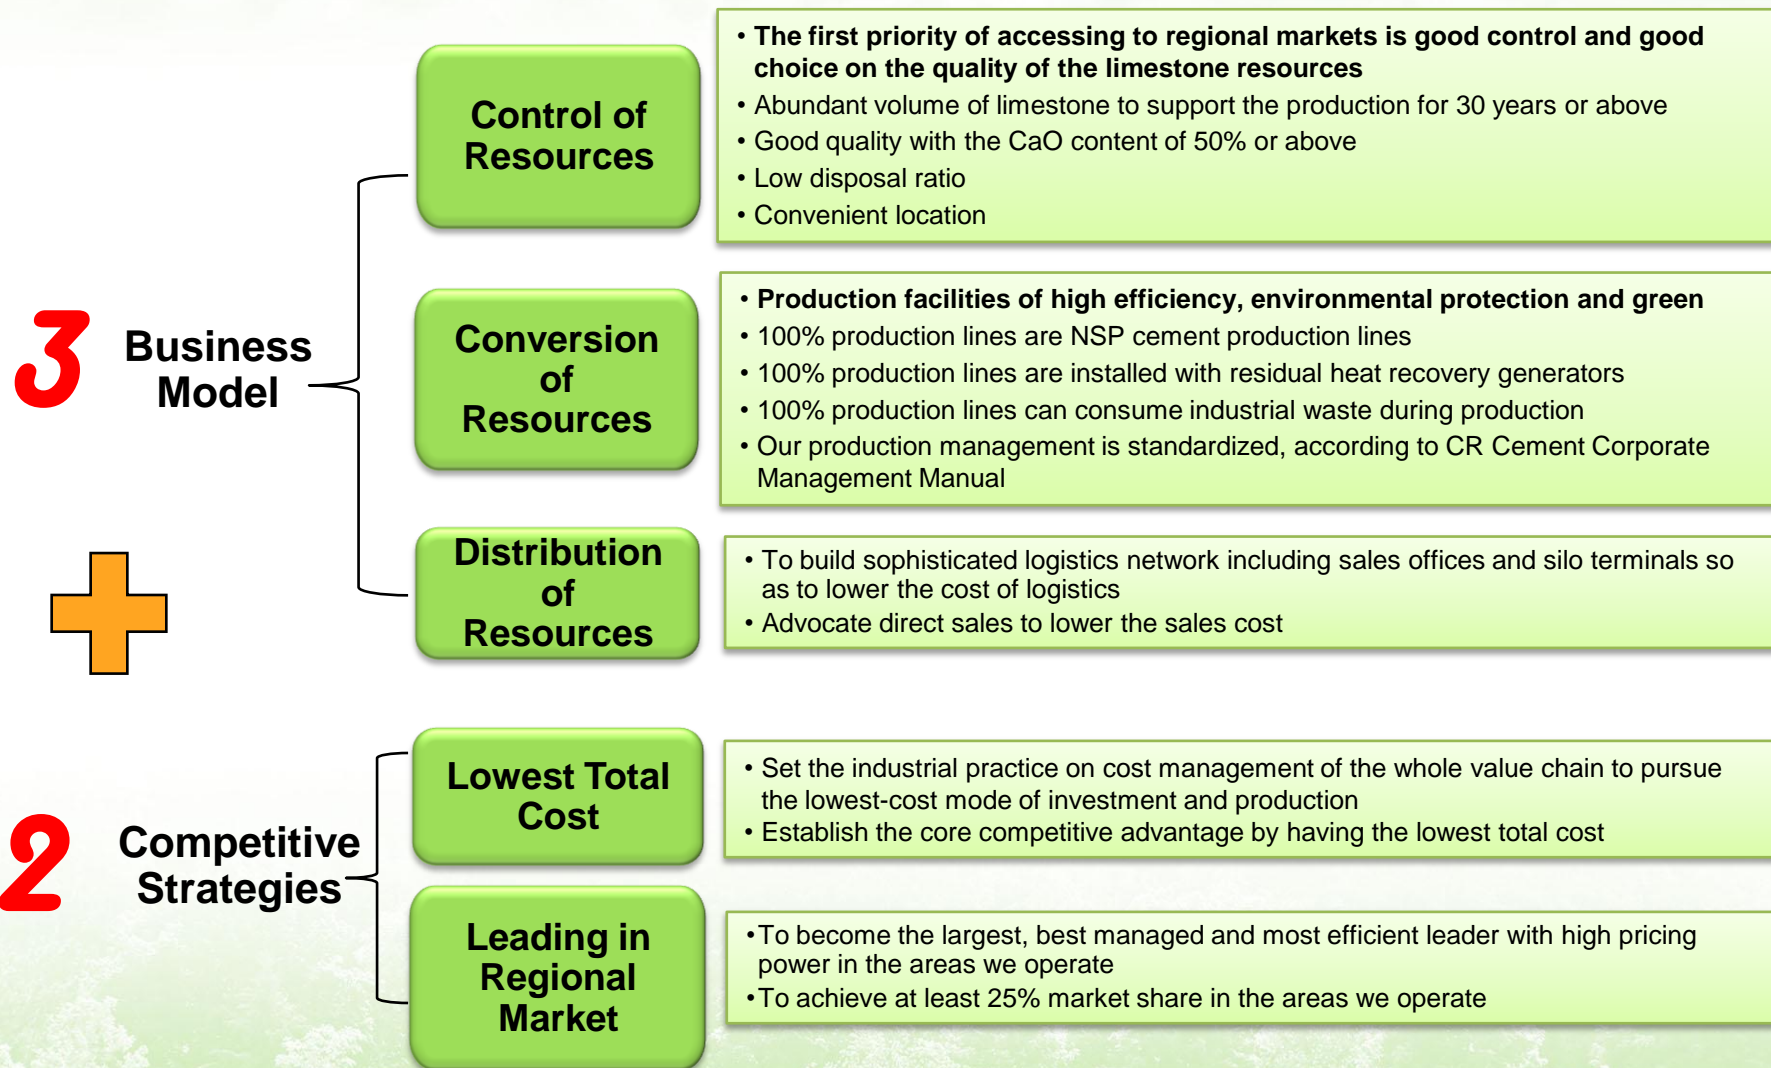 3
Business
Model
Control of
Resources
• The first priority of accessing to regional markets is good control and good
choice on the quality of the limestone resources
• Abundant volume of limestone to support the production for 30 years or above
• Good quality with the CaO content of 50% or above
• Low disposal ratio
• Convenient location
Conversion
of
Resources
• Production facilities of high efficiency, environmental protection and green
• 100% production lines are NSP cement production lines
• 100% production lines are installed with residual heat recovery generators
• 100% production lines can consume industrial waste during production
• Our production management is standardized, according to CR Cement Corporate
Management Manual
Distribution
of
Resources
• To build sophisticated logistics network including sales offices and silo terminals so
as to lower the cost of logistics
• Advocate direct sales to lower the sales cost
2
Competitive
Strategies
Lowest Total
Cost
• Set the industrial practice on cost management of the whole value chain to pursue
the lowest-cost mode of investment and production
• Establish the core competitive advantage by having the lowest total cost
Leading in
Regional
Market
• To become the largest, best managed and most efficient leader with high pricing
power in the areas we operate
• To achieve at least 25% market share in the areas we operate